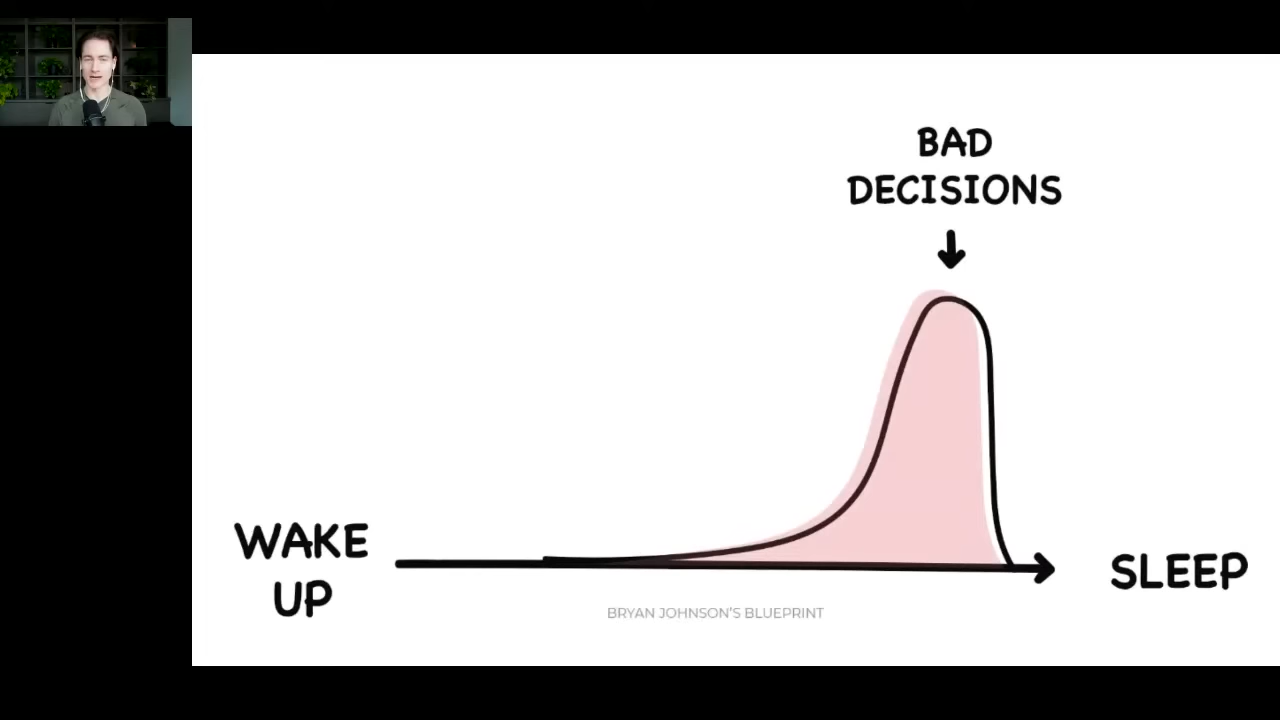 BAD
DECISIONS
WAKE
UP
SLEEP
BRYAN JOHNSON'S BLUEPRINT